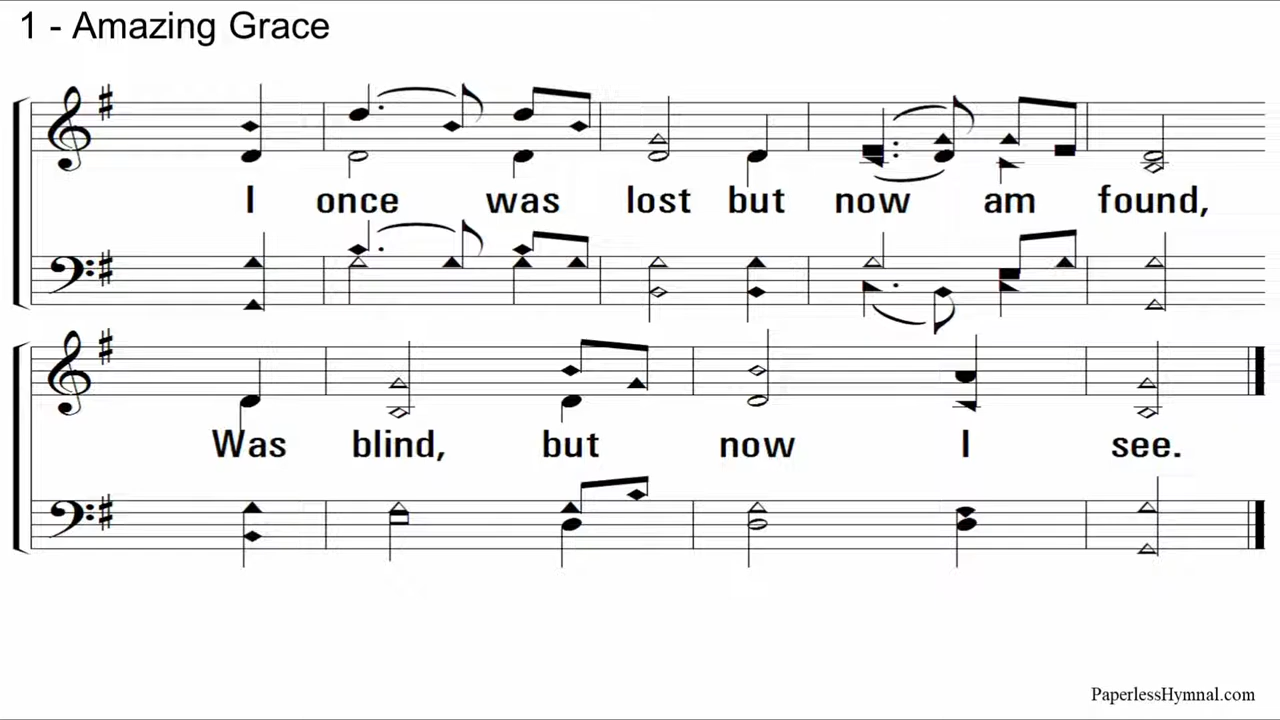 1 - Amazing Grace
I once was lost but now am found,
Was blind, but now I see.
PaperlessHymnal.com